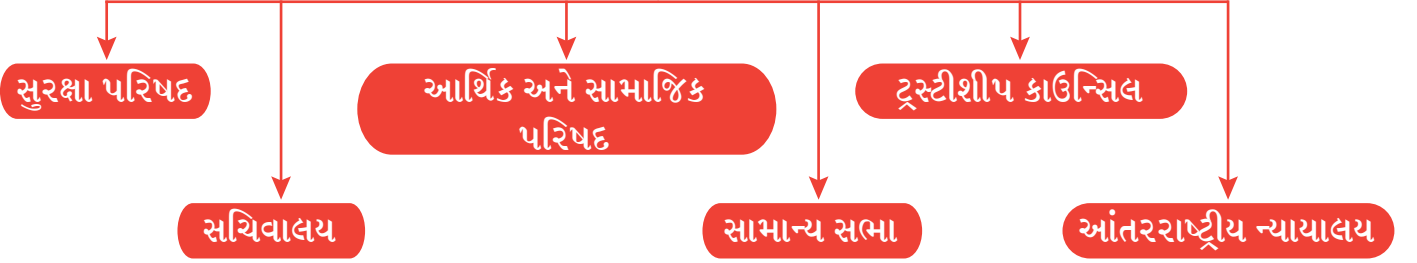 સુરક્ષા પરિષદ
આર્થિક અને સામાજિક
પરિષદ
ટ્રસ્ટીશીપ કાઉન્સિલ
સચિવાલય
સામાન્ય સભા
આંતરરાષ્ટ્રીય ન્યાયાલય